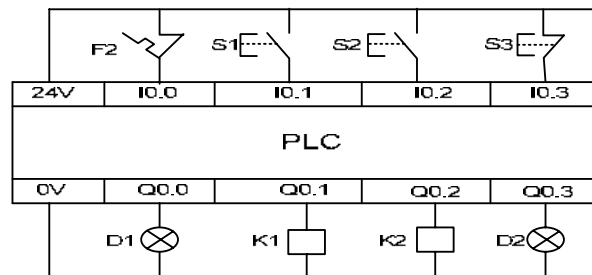 F2 S1 S2 S3
24V I0.0 I0.1 I0.2 I0.3
PLC
0V Q0.0 Q0.1 Q0.2 Q0.3
D1 K1 K2 D2